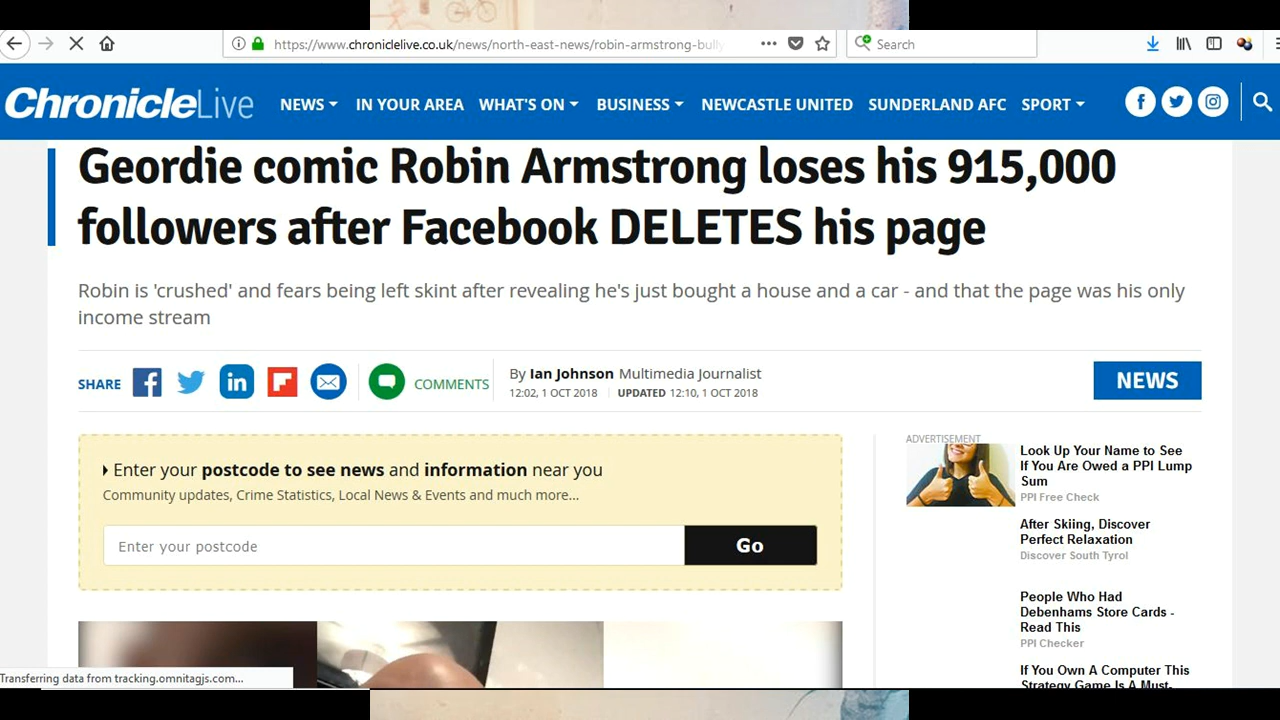 https://www.chroniclelive.co.uk/news/north-east-news/robin-armstrong-bully
Search
ChronicleLive
NEWS
IN YOUR AREA
WHAT'S ON
BUSINESS
NEWCASTLE UNITED
SUNDERLAND AFC
SPORT
Geordie comic Robin Armstrong loses his 915,000
followers after Facebook DELETES his page
Robin is 'crushed' and fears being left skint after revealing he's just bought a house and a car - and that the page was his only
income stream
SHARE
in
COMMENTS
By Ian Johnson Multimedia Journalist
12:02, 1 OCT 2018 UPDATED 12:10, 1 OCT 2018
NEWS
Enter your postcode to see news and information near you
Community updates, Crime Statistics, Local News & Events and much more...
Enter your postcode
Go
ADVERTISEMENT
Look Up Your Name to See
If You Are Owed a PPI Lump
Sum
PPI Free Check
After Skiing, Discover
Perfect Relaxation
Discover South Tyrol
People Who Had
Debenhams Store Cards -
Read This
PPI Checker
If You Own A Computer This
Strategy Game Is A Must-
Transferring data from tracking.omnitagjs.com...